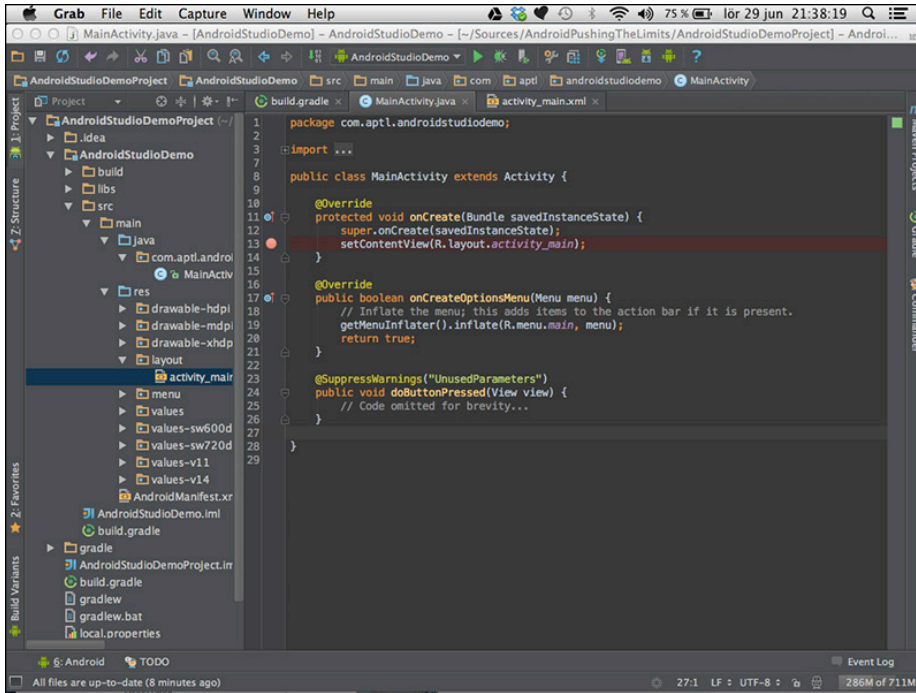 Grab File Edit Capture Window Help 75 % lör 29 jun 21:38:19
MainActivity.java – [AndroidStudioDemo] – AndroidStudioDemo – [~/Sources/AndroidPushingTheLimits/AndroidStudioDemoProject] – Androi...
AndroidStudioDemo
AndroidStudioDemoProject AndroidStudioDemo src main java com aptl androidstudiodemo MainActivity
1: Project
Z: Structure
2: Favorites
Build Variants
Project
AndroidStudioDemoProject (~/
.idea
AndroidStudioDemo
build
libs
src
main
java
com.aptl.androi
MainActiv
res
drawable-hdpi
drawable-mdpi
drawable-xhdp
layout
activity_mair
menu
values
values-sw600d
values-sw720d
values-v11
values-v14
AndroidManifest.xr
AndroidStudioDemo.iml
build.gradle
gradle
AndroidStudioDemoProject.im
build.gradle
gradlew
gradlew.bat
local.properties
build.gradle MainActivity.java activity_main.xml
1 package com.aptl.androidstudiodemo;
2
3 import ...
7
8 public class MainActivity extends Activity {
9
10 @Override
11 protected void onCreate(Bundle savedInstanceState) {
12 super.onCreate(savedInstanceState);
13 setContentView(R.layout.activity_main);
14 }
15
16 @Override
17 public boolean onCreateOptionsMenu(Menu menu) {
18 // Inflate the menu; this adds items to the action bar if it is present.
19 getMenuInflater().inflate(R.menu.main, menu);
20 return true;
21 }
22
23 @SuppressWarnings("UnusedParameters")
24 public void doButtonPressed(View view) {
25 // Code omitted for brevity...
26 }
27
28 }
29
Maven Projects
Gradle
Commander
6: Android TODO Event Log
All files are up-to-date (8 minutes ago) 27:1 LF UTF-8 286M of 711M